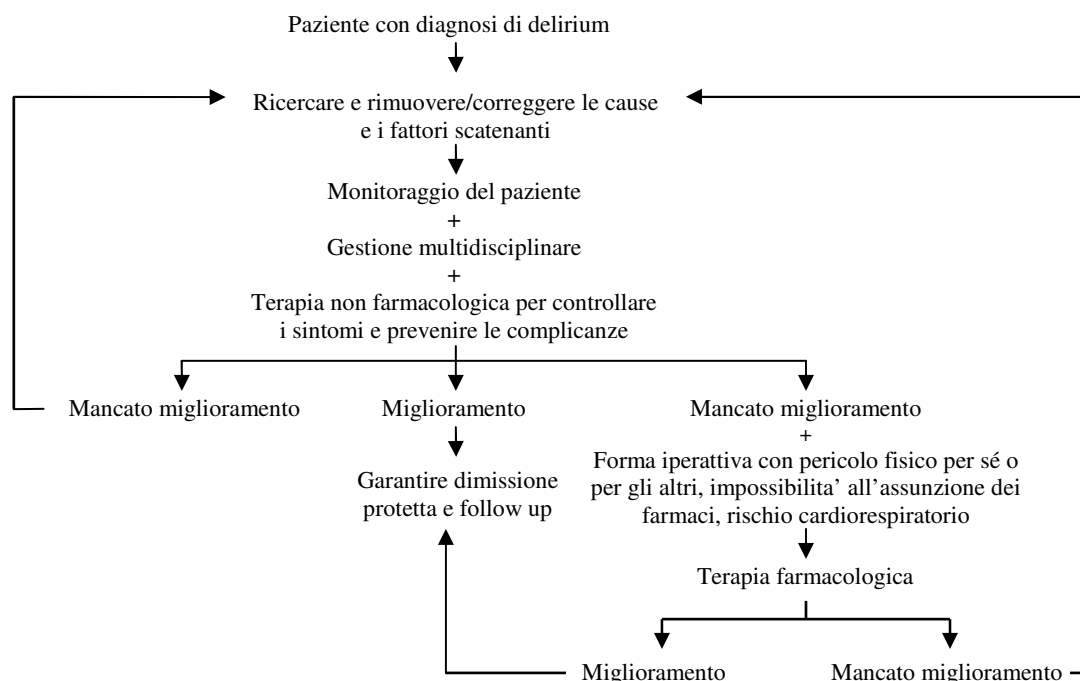 Paziente con diagnosi di delirium
Ricercare e rimuovere/correggere le cause
e i fattori scatenanti
Monitoraggio del paziente
+
Gestione multidisciplinare
+
Terapia non farmacologica per controllare
i sintomi e prevenire le complicanze
Mancato miglioramento
Miglioramento
Mancato miglioramento
+
Garantire dimissione
protetta e follow up
Forma iperattiva con pericolo fisico per sé o
per gli altri, impossibilita' all'assunzione dei
farmaci, rischio cardiorespiratorio
Terapia farmacologica
Miglioramento
Mancato miglioramento